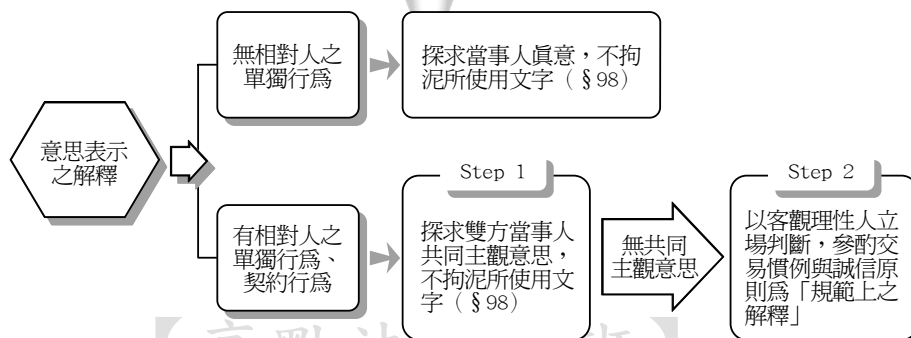 無相對人之
單獨行為
探求當事人眞意，不拘
泥所使用文字（§98）
意思表示
之解釋
有相對人之
單獨行為、
契約行為
Step 1
探求雙方當事人
共同主觀意思，
不拘泥所使用文
字（§98）
無共同
主觀意思
Step 2
以客觀理性人立
場判斷，參酌交
易慣例與誠信原
則為「規範上之
解釋」